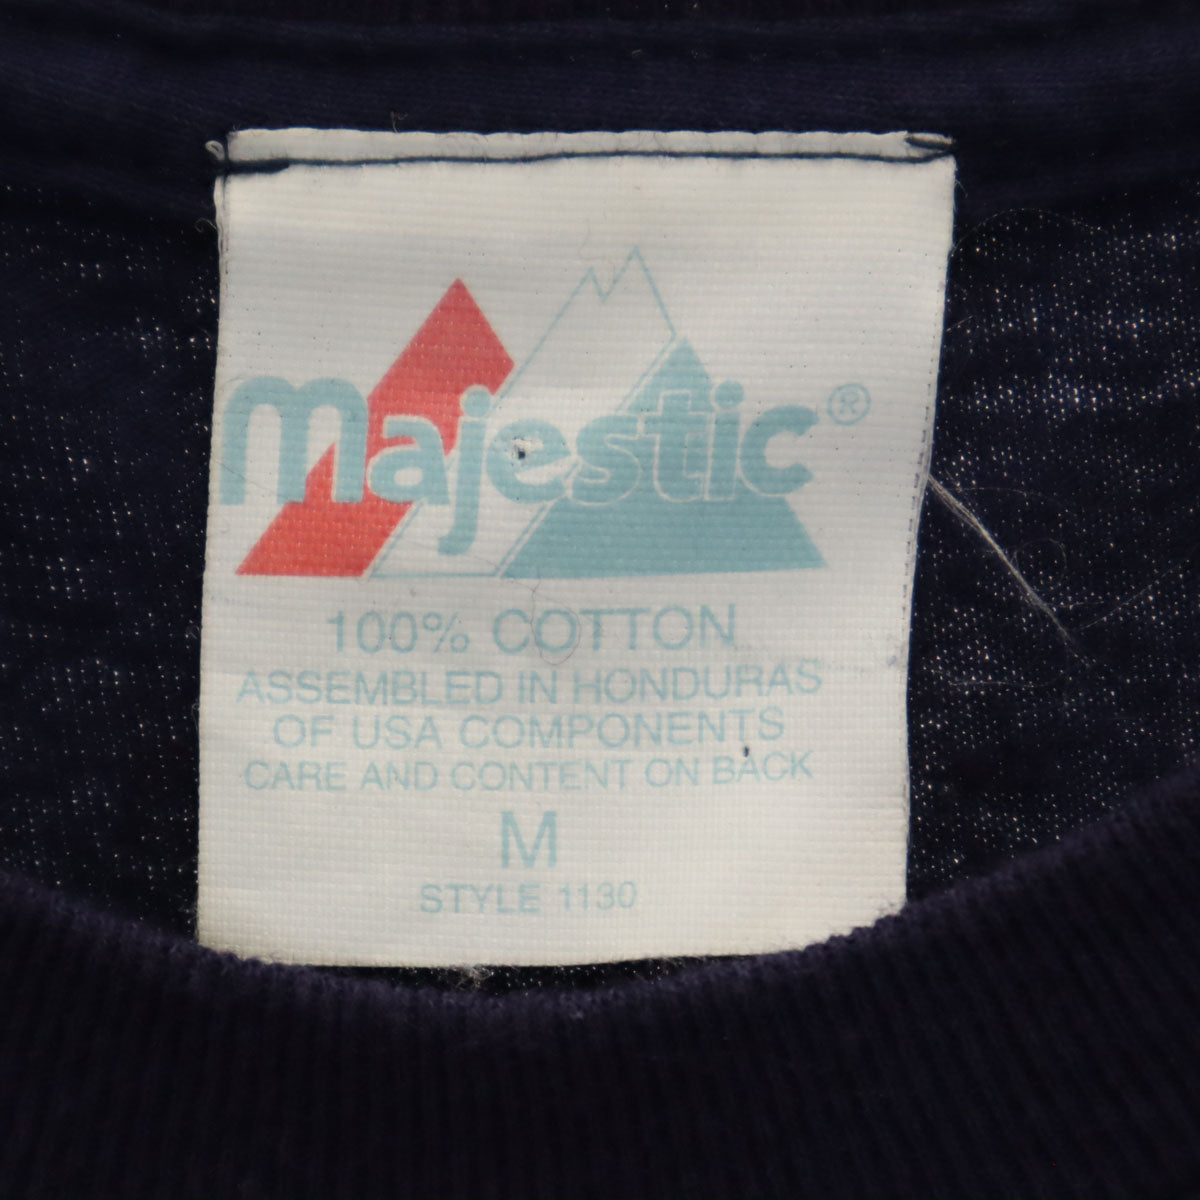 majestic®
100% COTTON
ASSEMBLED IN HONDURAS
OF USA COMPONENTS
CARE AND CONTENT ON BACK
M
STYLE 1130